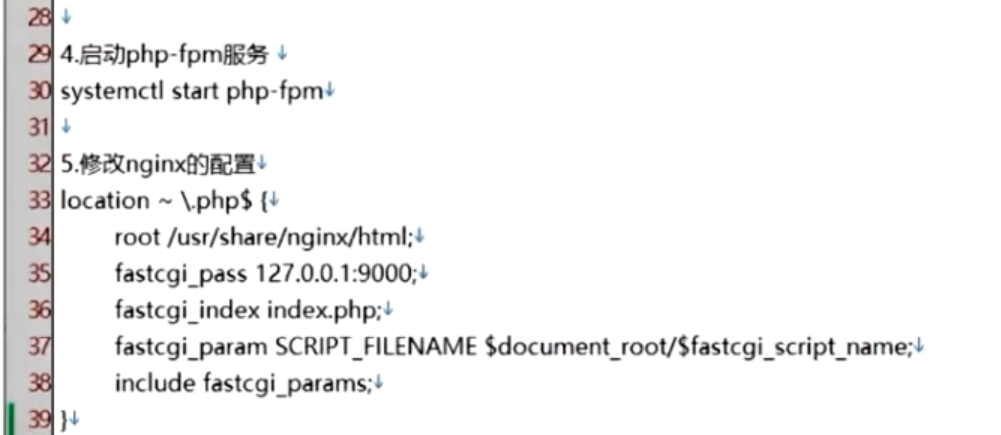 28
29 4.启动php-fpm服务
30 systemctl start php-fpm
31
32 5.修改nginx的配置
33 location ~ \.php$ {
34 root /usr/share/nginx/html;
35 fastcgi_pass 127.0.0.1:9000;
36 fastcgi_index index.php;
37 fastcgi_param SCRIPT_FILENAME $document_root/$fastcgi_script_name;
38 include fastcgi_params;
39 }